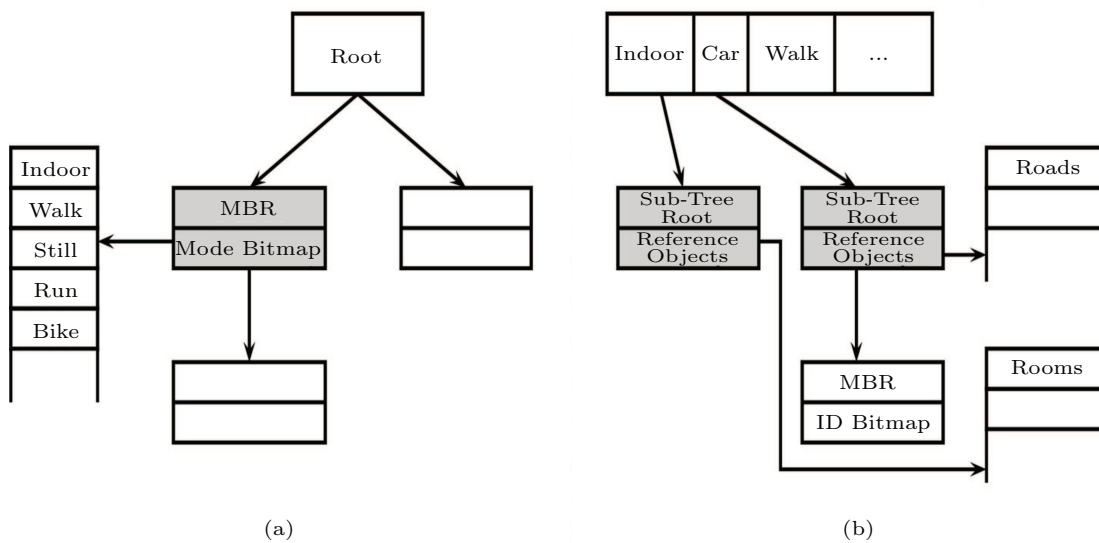 Root
Indoor
Walk
Still
Run
Bike
MBR
Mode Bitmap
(a)
Indoor Car Walk ...
Sub-Tree
Root
Reference
Objects
Sub-Tree
Root
Reference
Objects
Roads
MBR
ID Bitmap
Rooms
(b)